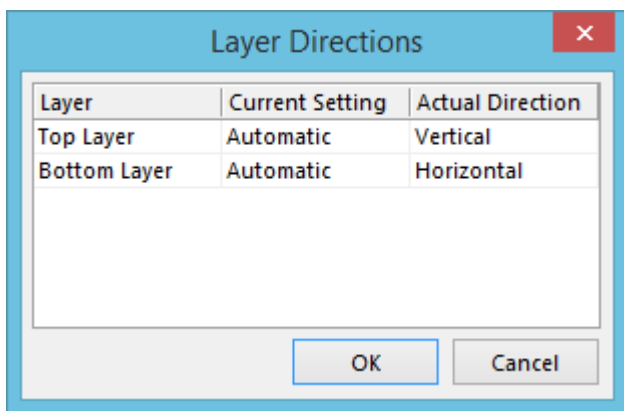 Layer Directions
Layer Current Setting Actual Direction
Top Layer Automatic Vertical
Bottom Layer Automatic Horizontal
OK Cancel